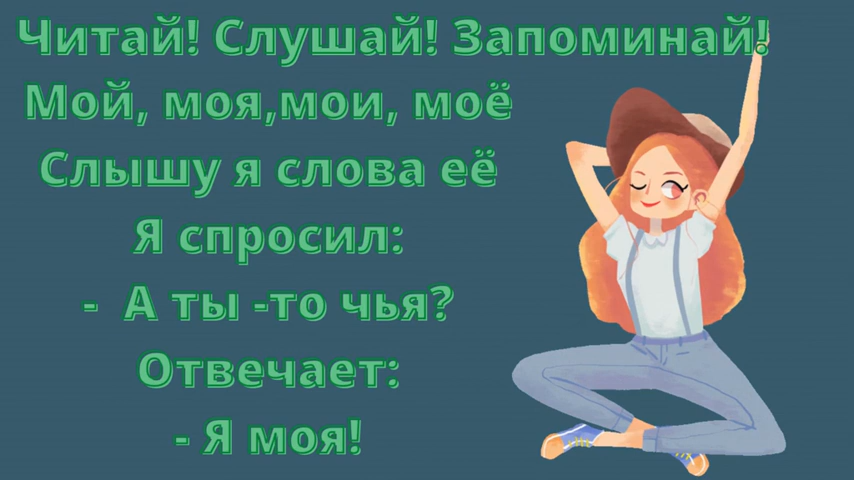 Читай! Слушай! Запоминай!
Мой, моя,мои, моё
Слышу я слова её
Я спросил:
- А ты -то чья?
Отвечает:
- Я моя!